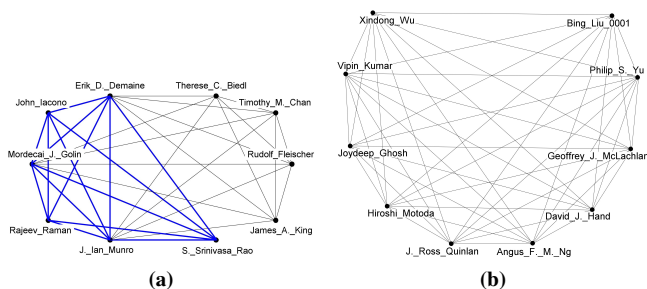 Erik_D._Demaine
Therese_C._Biedl
John_Iacono
Timothy_M._Chan
Mordecai_J._Golin
Rudolf_Fleischer
Rajeev_Raman
James_A._King
J._Ian_Munro
S._Srinivasa_Rao
(a)
Xindong_Wu
Bing_Liu_0001
Vipin_Kumar
Philip_S._Yu
Joydeep_Ghosh
Geoffrey_J._McLachlan
Hiroshi_Motoda
David_J._Hand
J._Ross_Quinlan
Angus_F._M._Ng
(b)